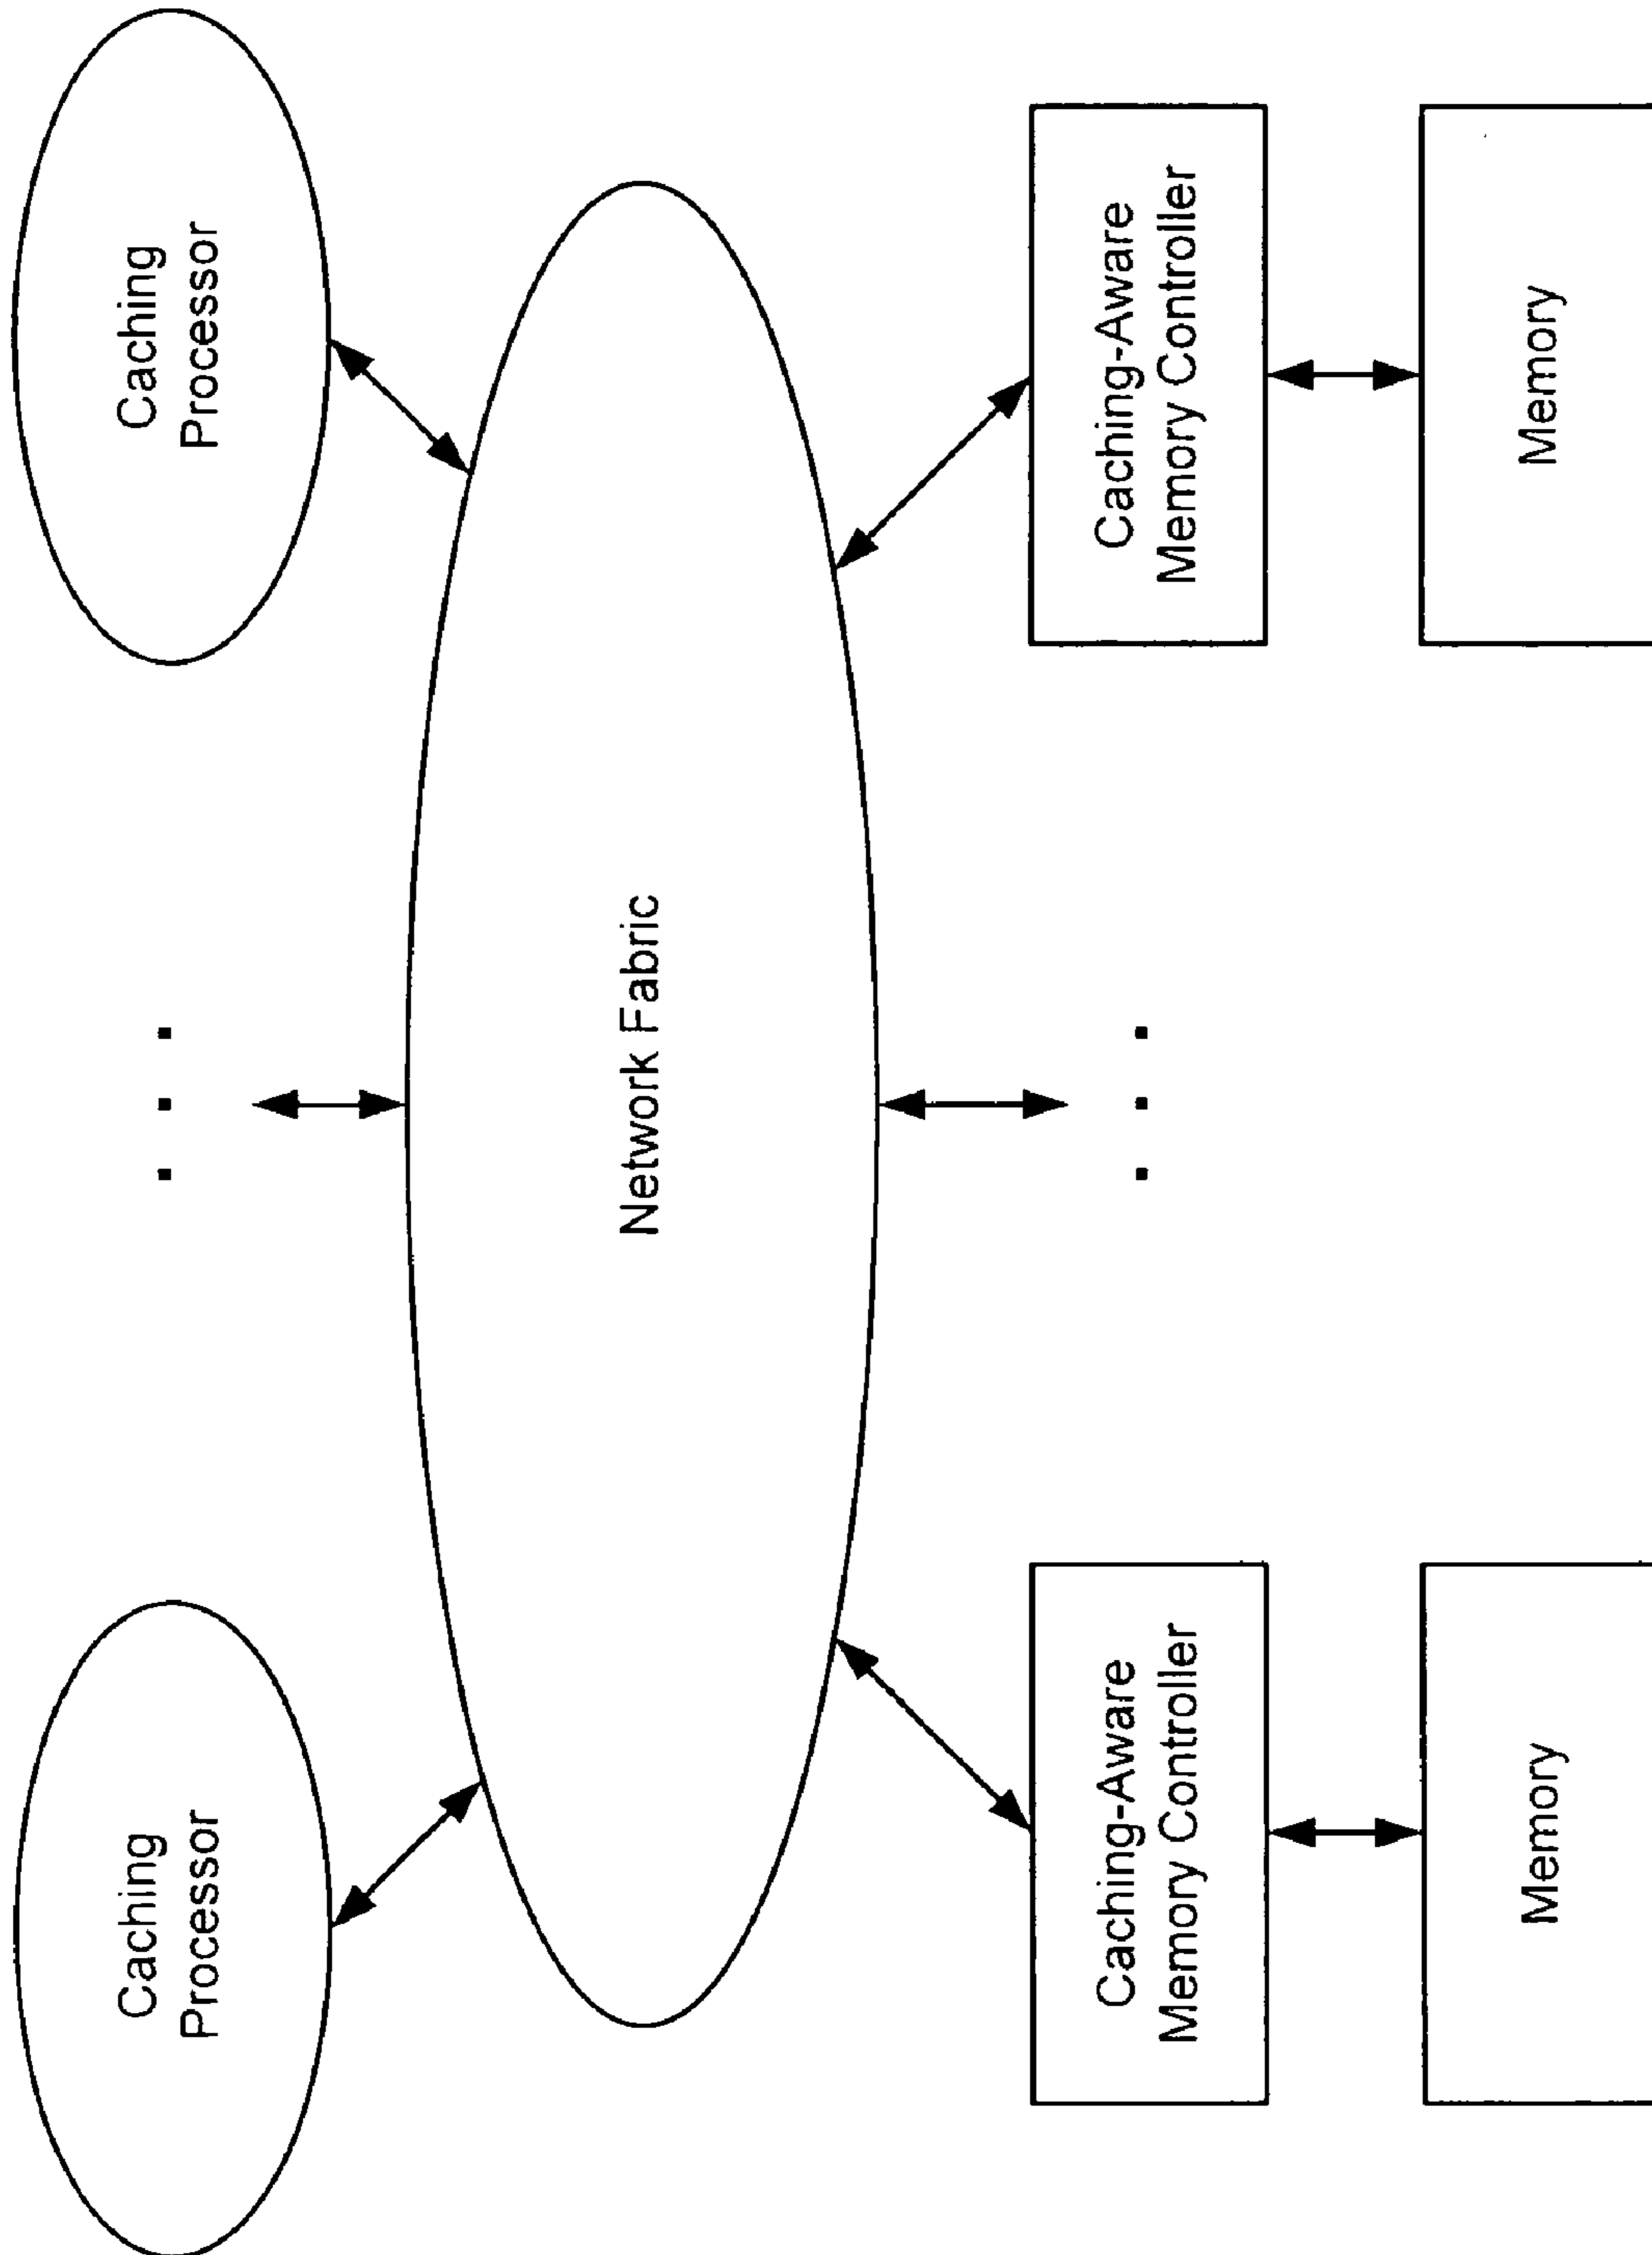 Caching
Processor
Caching
Processor
Network Fabric
Caching-Aware
Memory Controller
Caching-Aware
Memory Controller
Memory
Memory